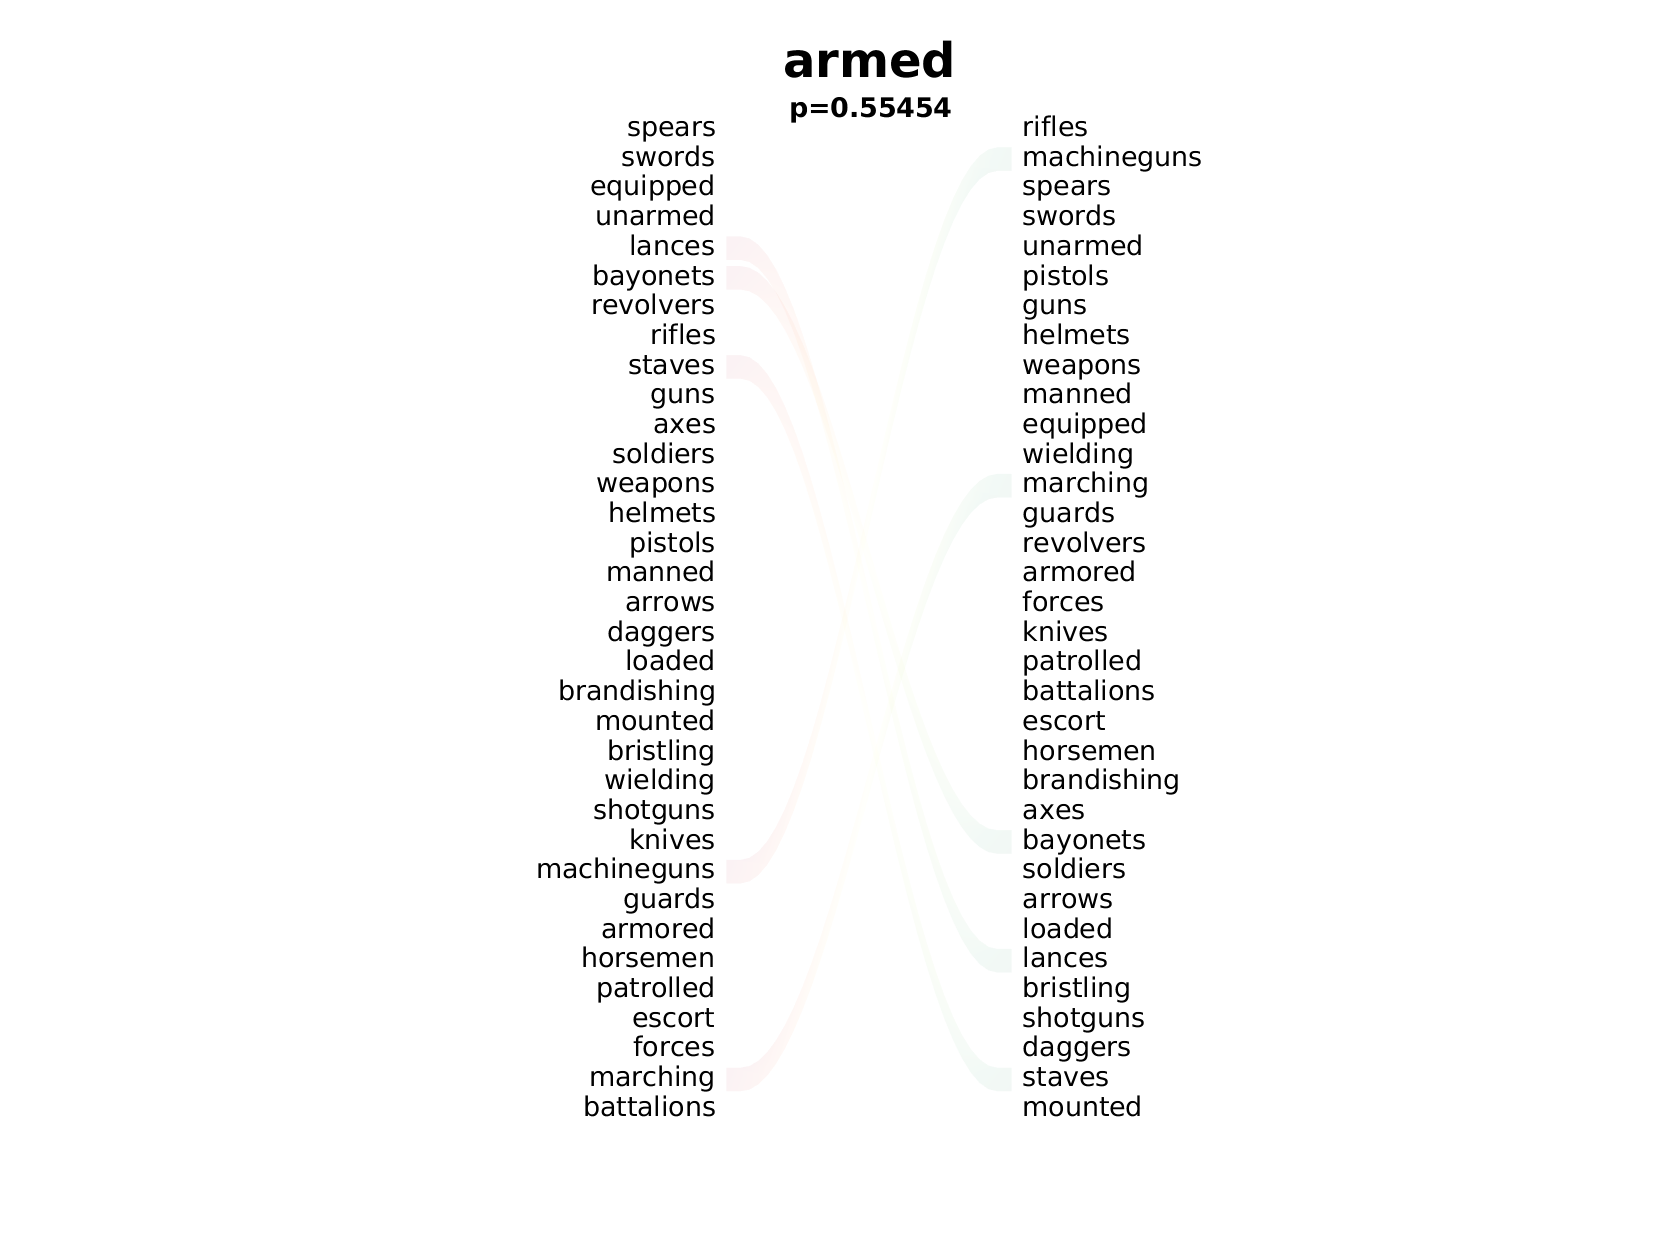 armed
p=0.55454
spears rifles
swords machineguns
equipped spears
unarmed swords
lances unarmed
bayonets pistols
revolvers guns
rifles helmets
staves weapons
guns manned
axes equipped
soldiers wielding
weapons marching
helmets guards
pistols revolvers
manned armored
arrows forces
daggers knives
loaded patrolled
brandishing battalions
mounted escort
bristling horsemen
wielding brandishing
shotguns axes
knives bayonets
machineguns soldiers
guards arrows
armored loaded
horsemen lances
patrolled bristling
escort shotguns
forces daggers
marching staves
battalions mounted